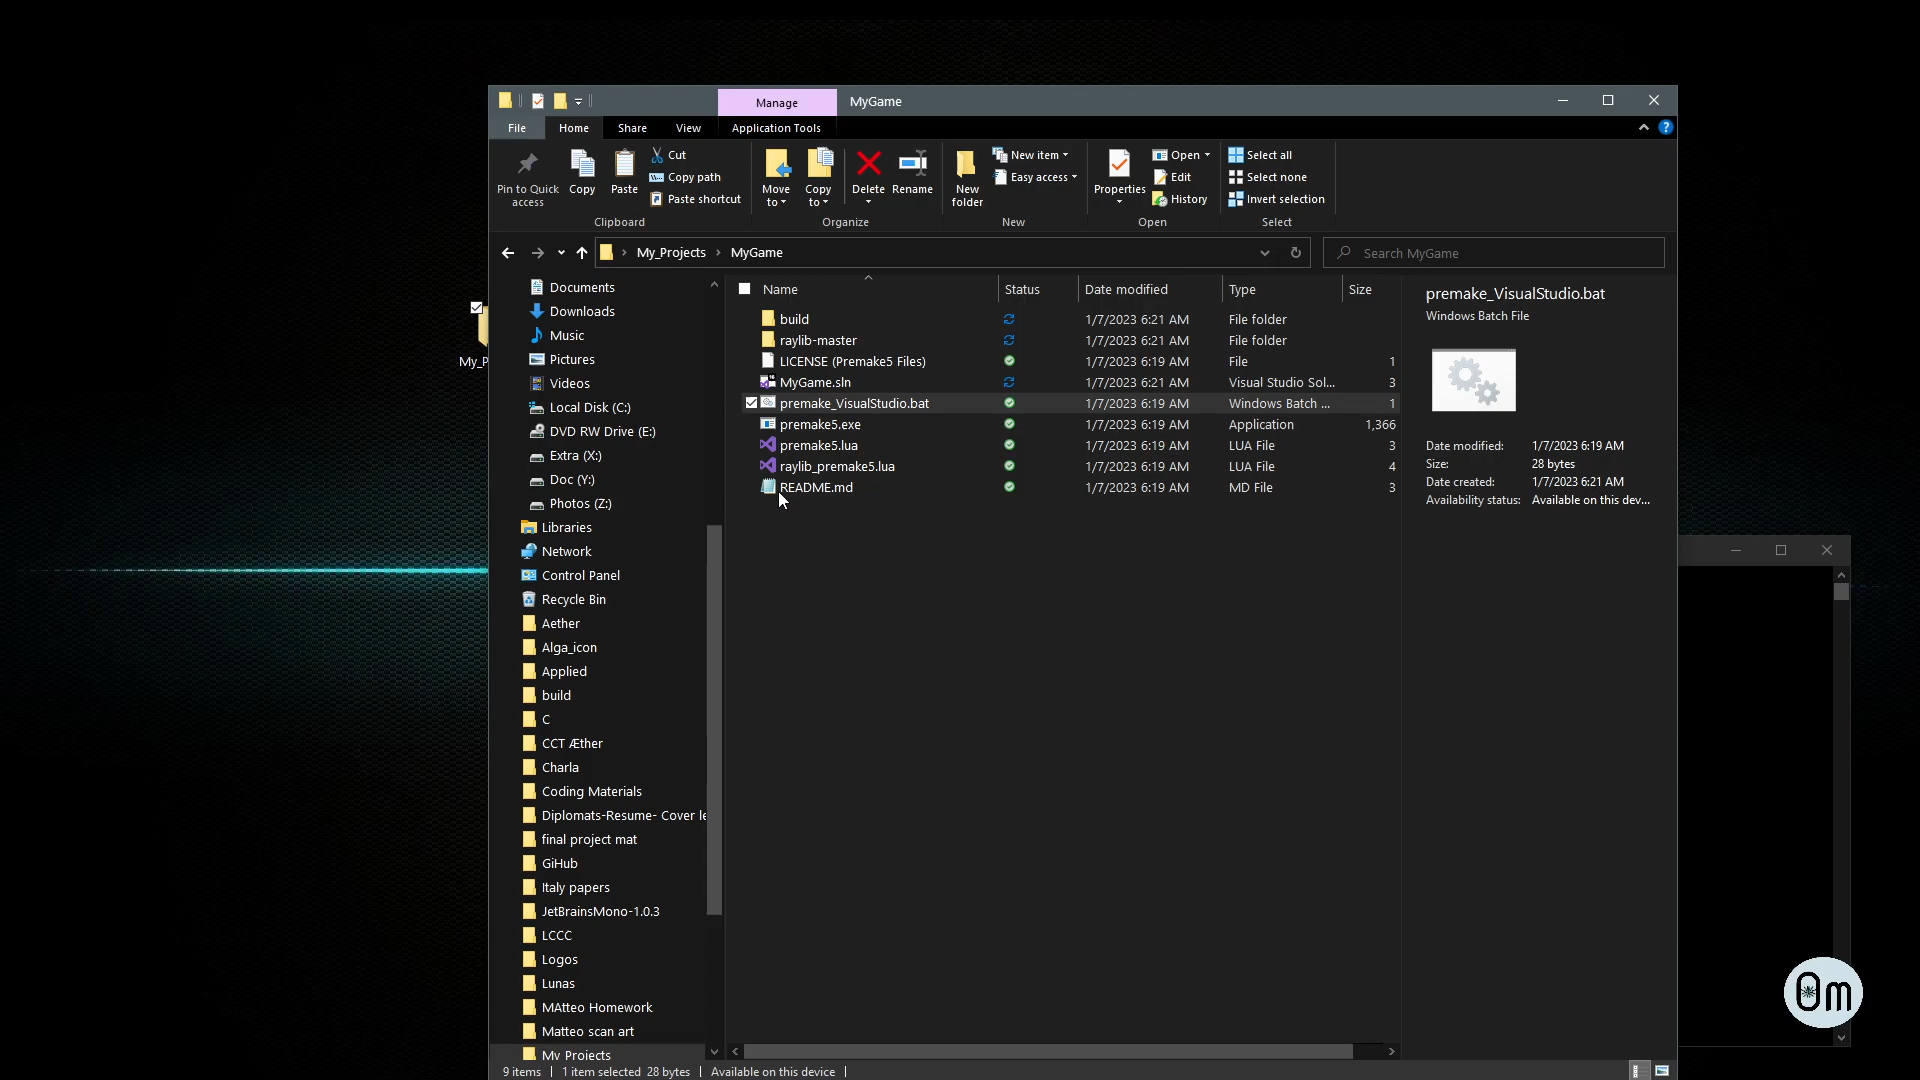 Manage
MyGame
File
Home
Share
View
Application Tools
Pin to Quick
access
Copy
Paste
Cut
Copy path
Paste shortcut
Clipboard
Move
to
Copy
to
Delete
Rename
Organize
New
folder
New item
Easy access
New
Properties
Open
Edit
History
Open
Select all
Select none
Invert selection
Select
My_Projects
MyGame
Search MyGame
My_P
Documents
Downloads
Music
Pictures
Videos
Local Disk (C:)
DVD RW Drive (E:)
Extra (X:)
Doc (Y:)
Photos (Z:)
Libraries
Network
Control Panel
Recycle Bin
Aether
Alga_icon
Applied
build
C
CCT Æther
Charla
Coding Materials
Diplomats-Resume- Cover le
final project mat
GiHub
Italy papers
JetBrainsMono-1.0.3
LCCC
Logos
Lunas
MAtteo Homework
Matteo scan art
My Projects
Name Status Date modified Type Size
build 1/7/2023 6:21 AM File folder
raylib-master 1/7/2023 6:21 AM File folder
LICENSE (Premake5 Files) 1/7/2023 6:19 AM File 1
MyGame.sln 1/7/2023 6:21 AM Visual Studio Sol... 3
premake_VisualStudio.bat 1/7/2023 6:19 AM Windows Batch ... 1
premake5.exe 1/7/2023 6:19 AM Application 1,366
premake5.lua 1/7/2023 6:19 AM LUA File 3
raylib_premake5.lua 1/7/2023 6:19 AM LUA File 4
README.md 1/7/2023 6:19 AM MD File 3
premake_VisualStudio.bat
Windows Batch File
Date modified: 1/7/2023 6:19 AM
Size: 28 bytes
Date created: 1/7/2023 6:21 AM
Availability status: Available on this dev...
9 items
1 item selected 28 bytes
Available on this device
0m